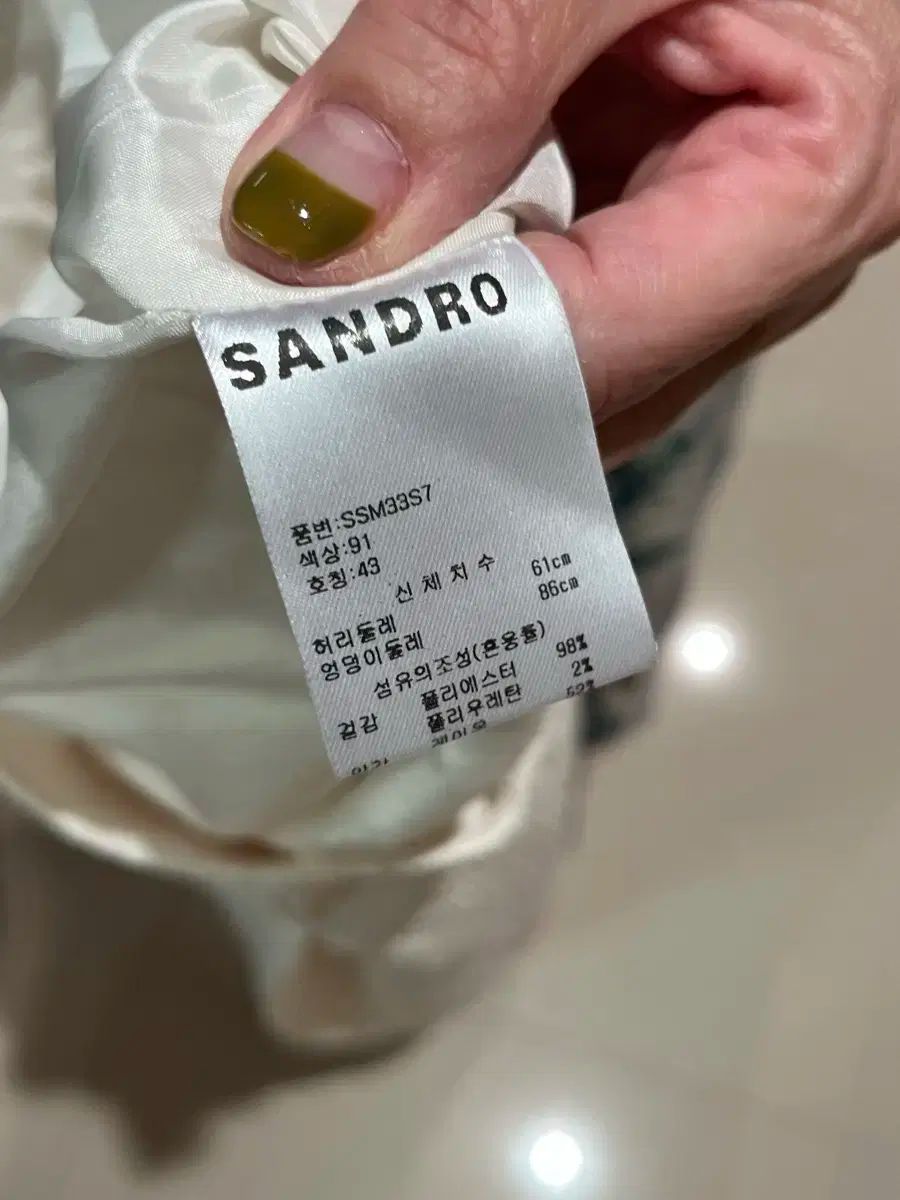 SANDRO
품번:SSM33S7
색상:91
호칭:43
신체치수
허리둘레 61cm
엉덩이둘레 86cm
섬유의조성(혼용률)
겉감 폴리에스터 98%
폴리우레탄 2%